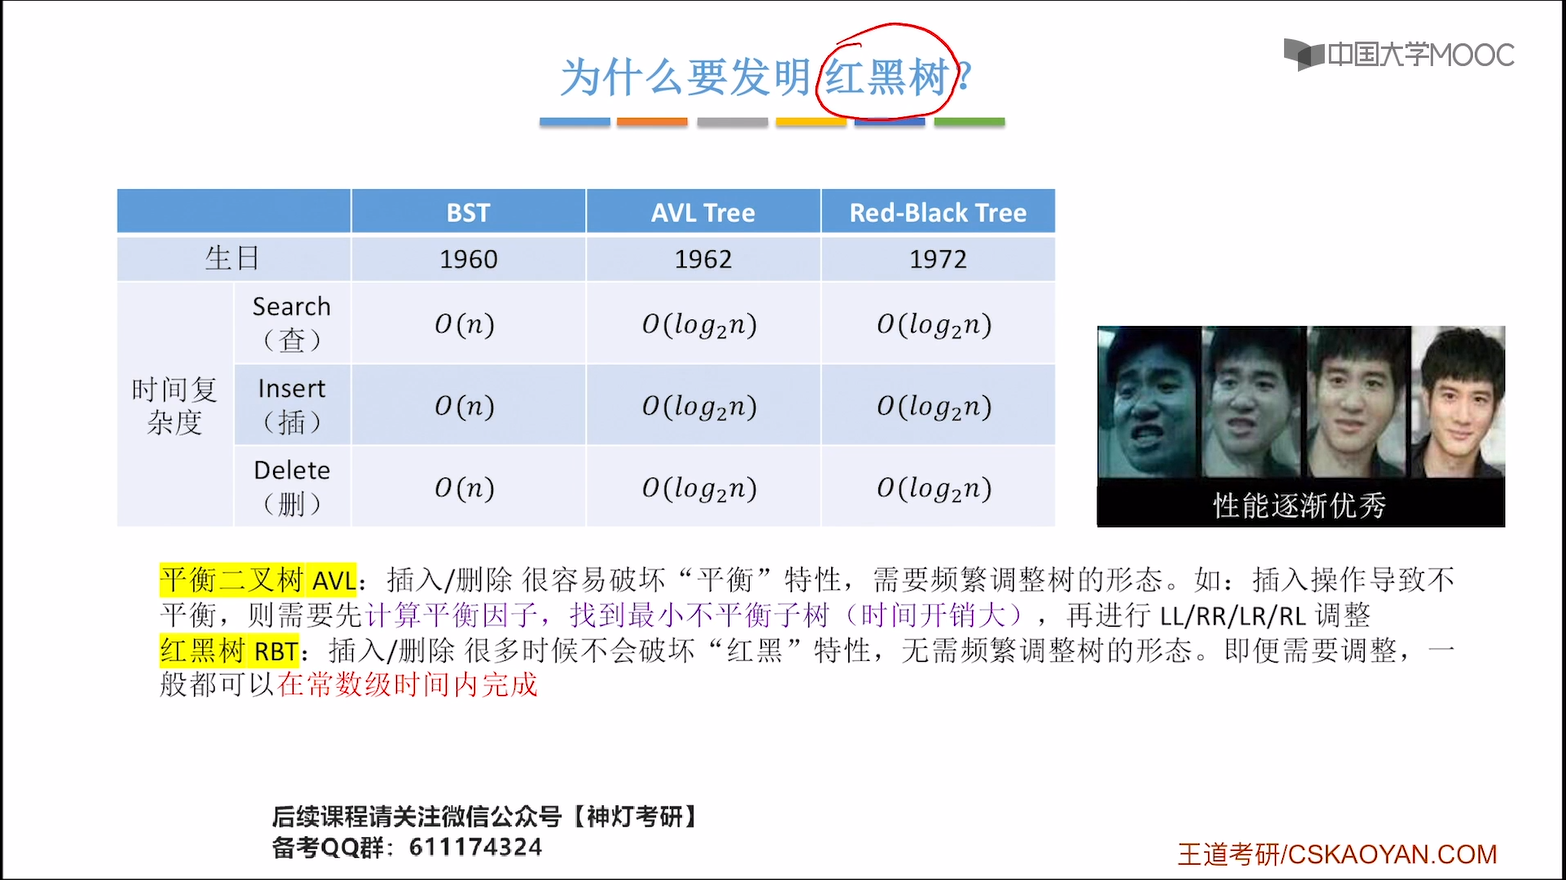 为什么要发明 红黑树？
中国大学MOOC
BST
AVL Tree
Red-Black Tree
生日
1960
1962
1972
时间复
杂度
Search
（查）
O(n)
O(log₂n)
O(log₂n)
Insert
（插）
O(n)
O(log₂n)
O(log₂n)
Delete
（删）
O(n)
O(log₂n)
O(log₂n)
性能逐渐优秀
平衡二叉树 AVL：插入/删除 很容易破坏“平衡”特性，需要频繁调整树的形态。如：插入操作导致不
平衡，则需要先计算平衡因子，找到最小不平衡子树（时间开销大），再进行 LL/RR/LR/RL 调整
红黑树 RBT：插入/删除 很多时候不会破坏“红黑”特性，无需频繁调整树的形态。即便需要调整，一
般都可以在常数级时间内完成
后续课程请关注微信公众号【神灯考研】
备考QQ群：611174324
王道考研/CSKAOYAN.COM